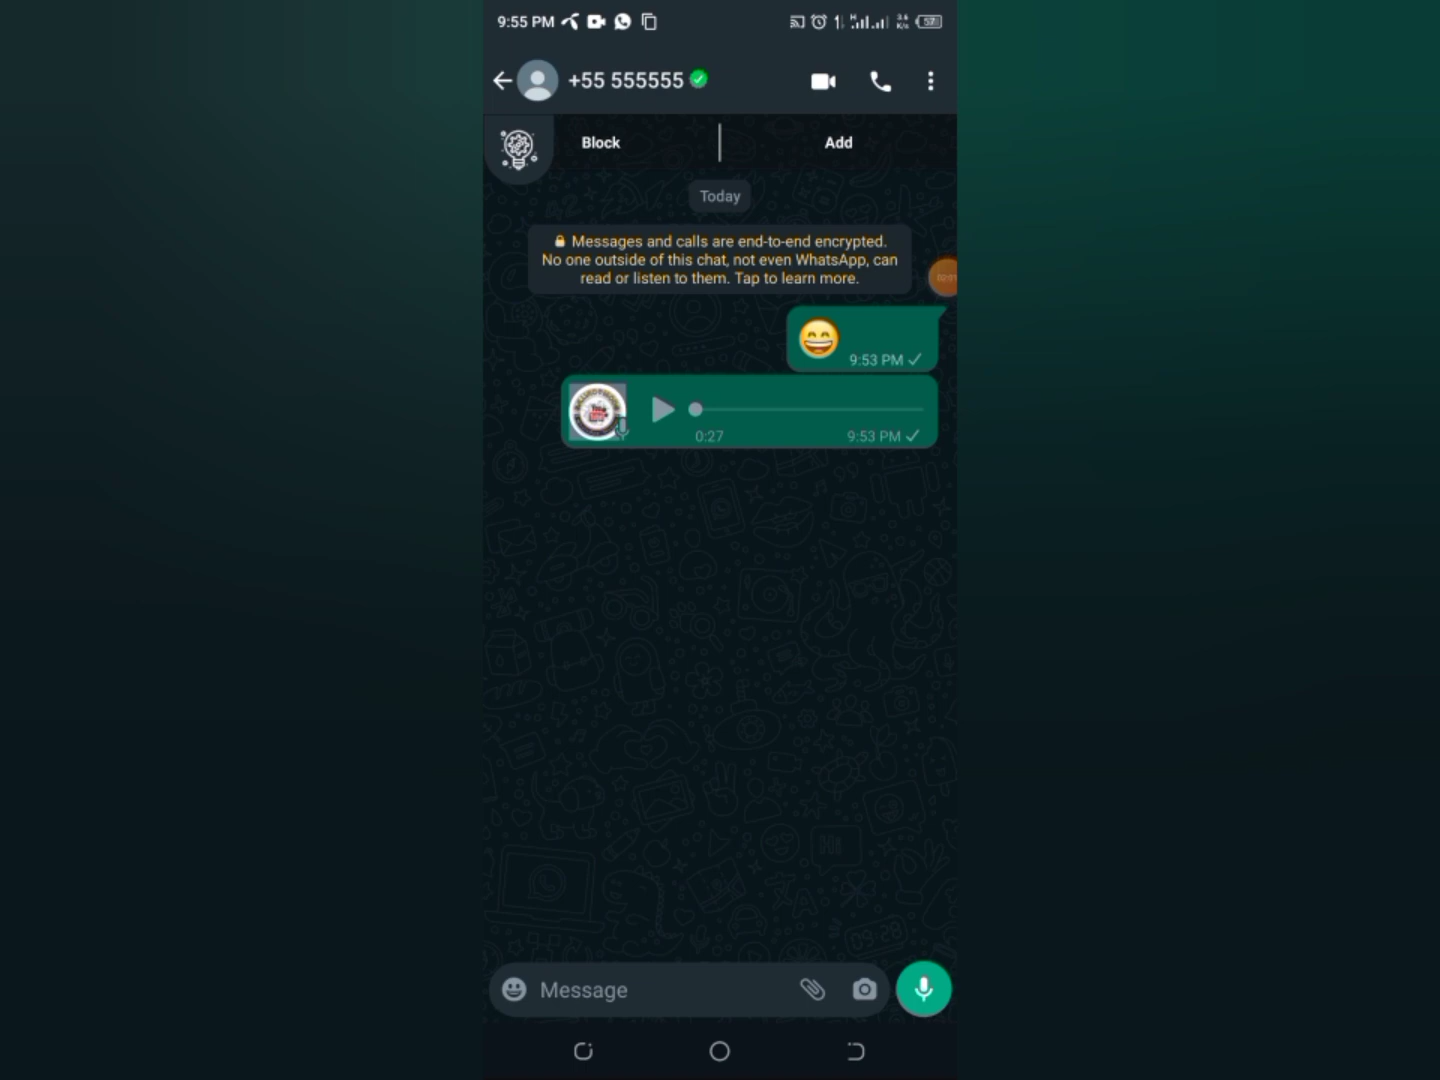 9:55 PM
57
+55 555555
Block
Add
Today
Messages and calls are end-to-end encrypted.
No one outside of this chat, not even WhatsApp, can
read or listen to them. Tap to learn more.
9:53 PM
0:27
9:53 PM
Message